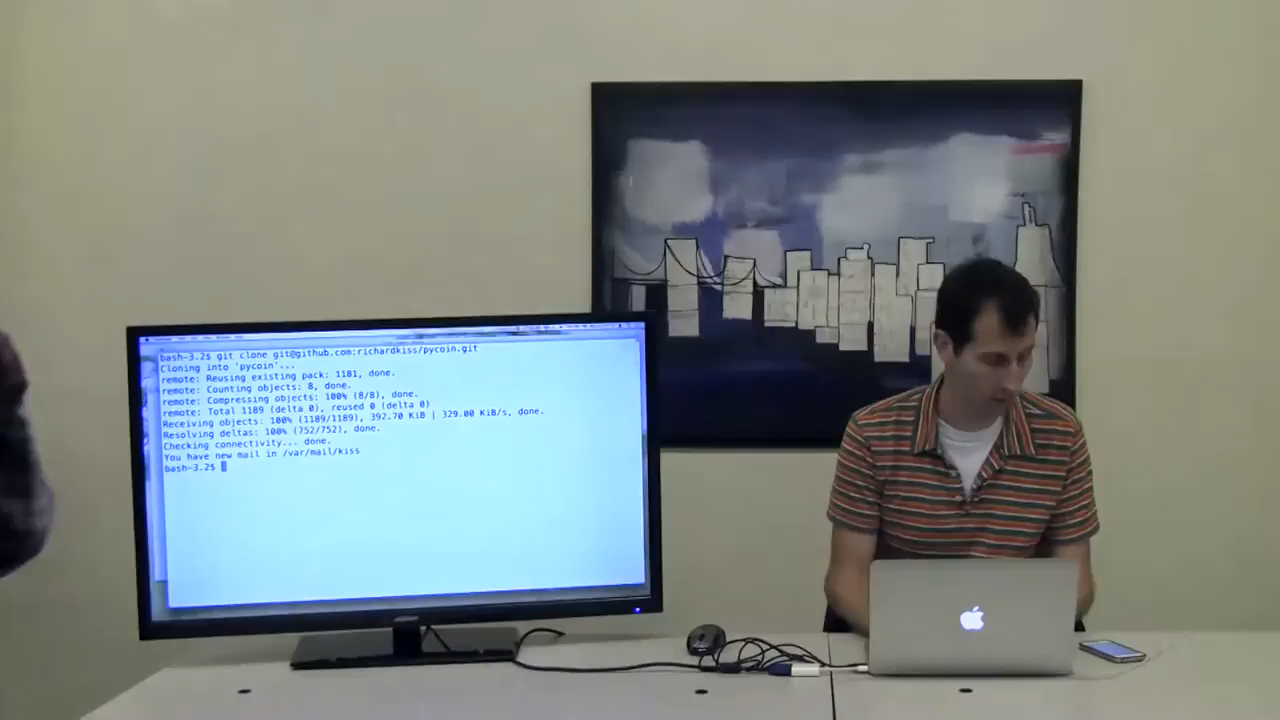 bash-3.2$ git clone git@github.com:richardkiss/pycoin.git
Cloning into 'pycoin'...
remote: Reusing existing pack: 1181, done.
remote: Counting objects: 8, done.
remote: Compressing objects: 100% (8/8), done.
remote: Total 1189 (delta 0), reused 0 (delta 0)
Receiving objects: 100% (1189/1189), 392.70 KiB | 329.00 KiB/s, done.
Resolving deltas: 100% (752/752), done.
Checking connectivity... done.
You have new mail in /var/mail/kiss
bash-3.2$